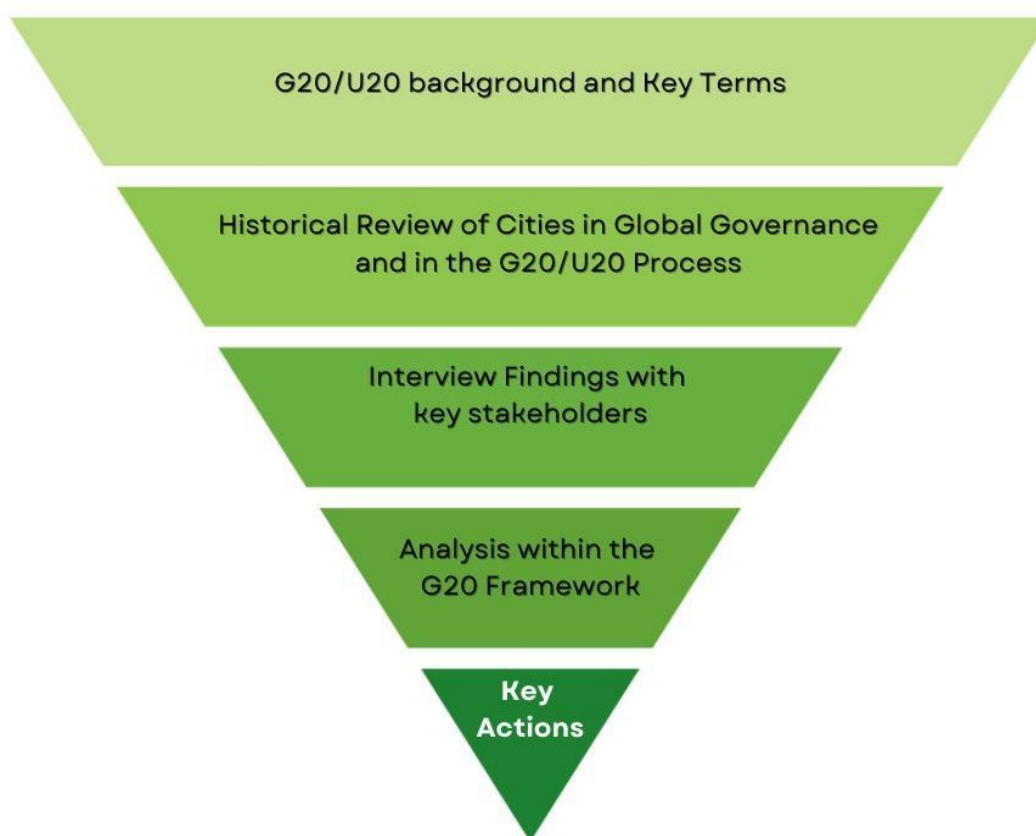 G20/U20 background and Key Terms
Historical Review of Cities in Global Governance
and in the G20/U20 Process
Interview Findings with
key stakeholders
Analysis within the
G20 Framework
Key
Actions